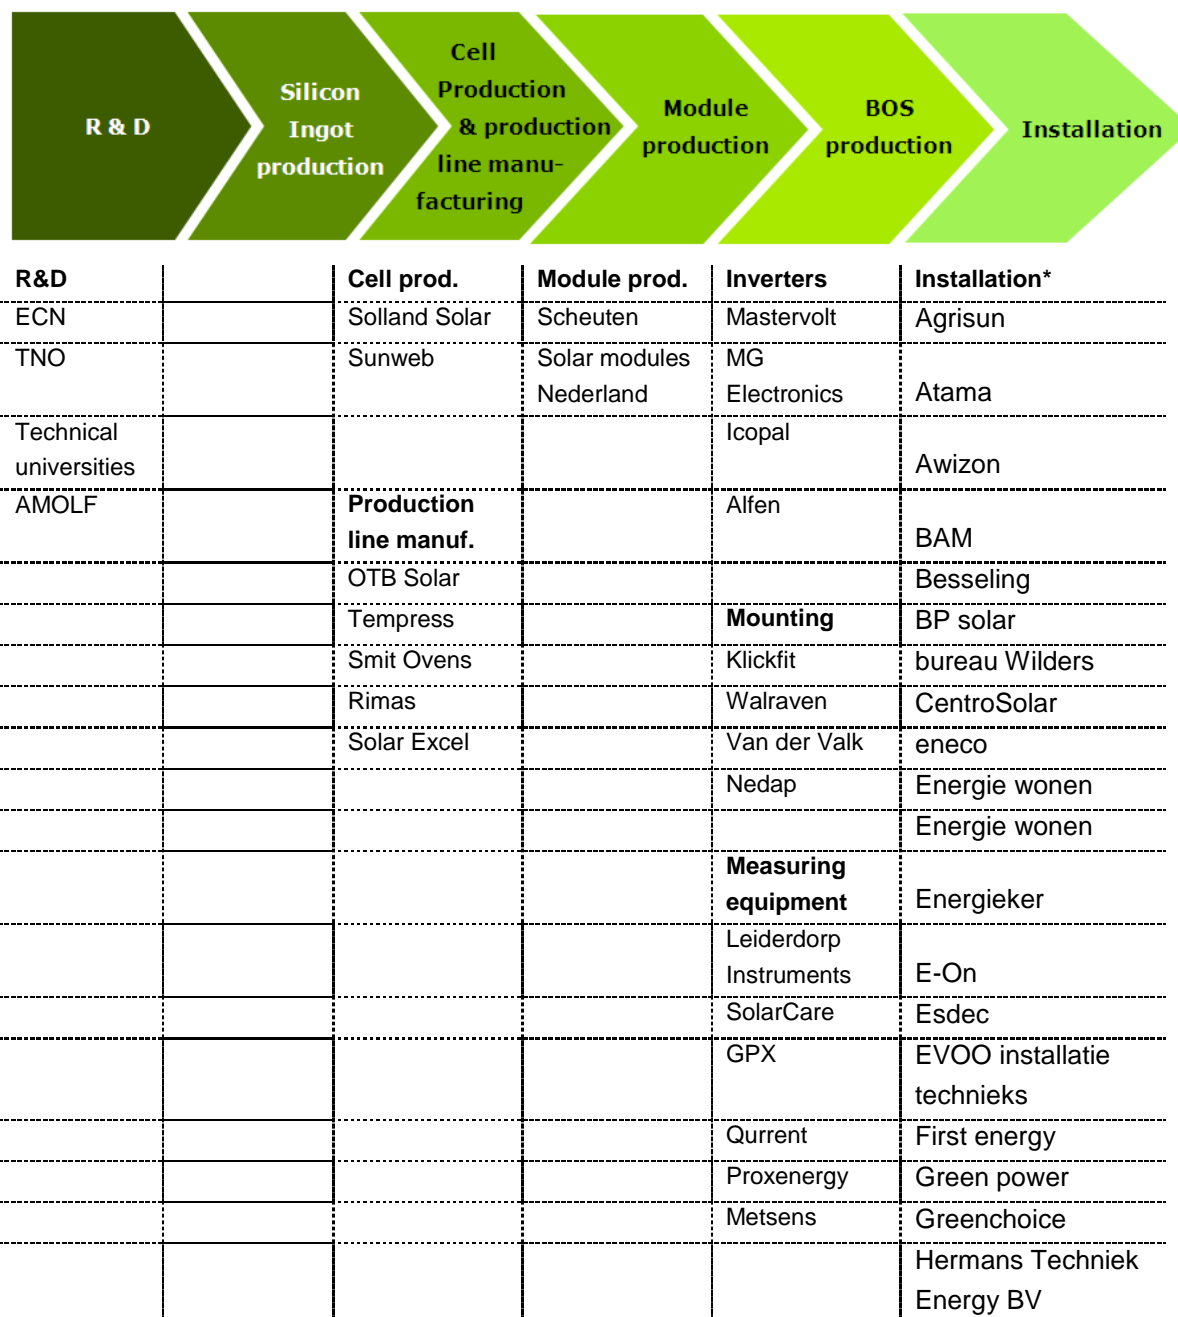 R & D
Silicon
Ingot
production
Cell
Production
& production
line manu-
facturing
Module
production
BOS
production
Installation
R&D
Cell prod.
Module prod.
Inverters
Installation*
ECN
Solland Solar
Scheuten
Mastervolt
Agrisun
TNO
Sunweb
Solar modules
Nederland
MG
Electronics
Atama
Technical
universities
Icopal
Awizon
AMOLF
Production
line manuf.
Alfen
BAM
OTB Solar
Besseling
Tempress
Mounting
BP solar
Smit Ovens
Klickfit
bureau Wilders
Rimas
Walraven
CentroSolar
Solar Excel
Van der Valk
eneco
Nedap
Energie wonen
Energie wonen
Measuring
equipment
Energieker
Leiderdorp
Instruments
E-On
SolarCare
Esdec
GPX
EVOO installatie
technieks
Qurrent
First energy
Proxenergy
Green power
Metsens
Greenchoice
Hermans Techniek
Energy BV